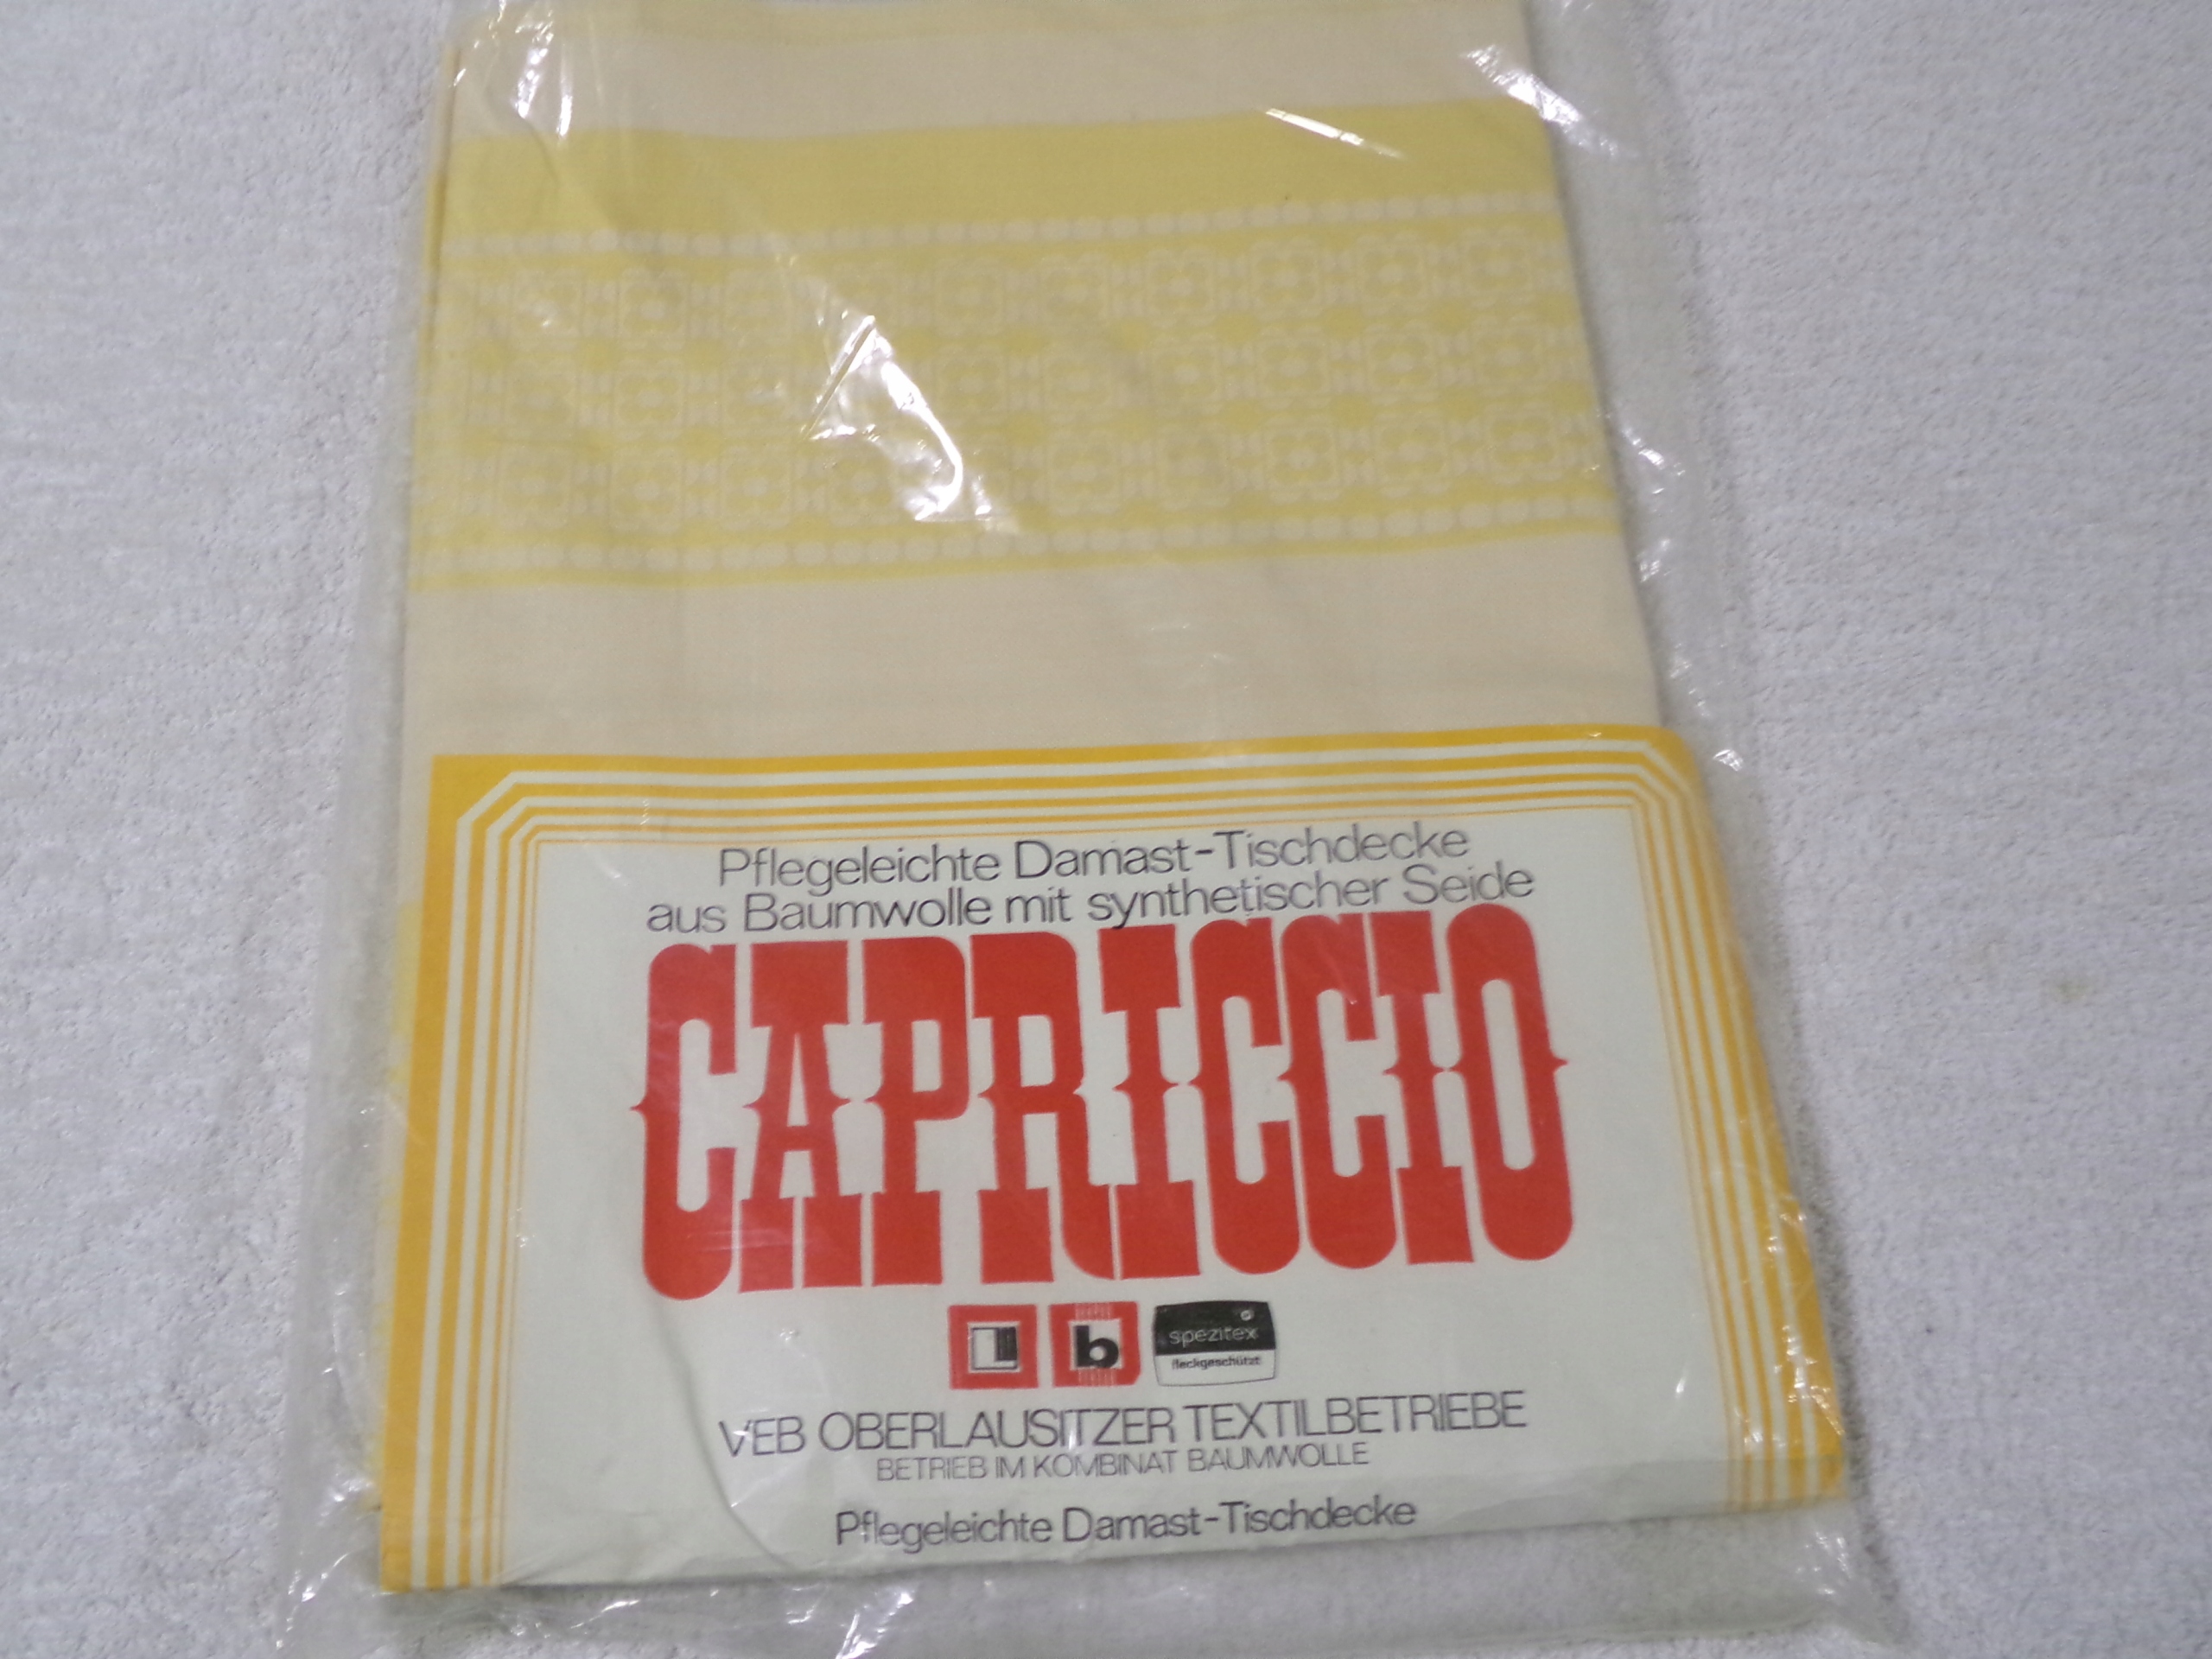 Pflegeleichte Damast-Tischdecke
aus Baumwolle mit synthetischer Seide
CAPRICCIO
b
spezitex
fleckgeschützt
VEB OBERLAUSITZER TEXTILBETRIEBE
BETRIEB IM KOMBINAT BAUMWOLLE
Pflegeleichte Damast-Tischdecke